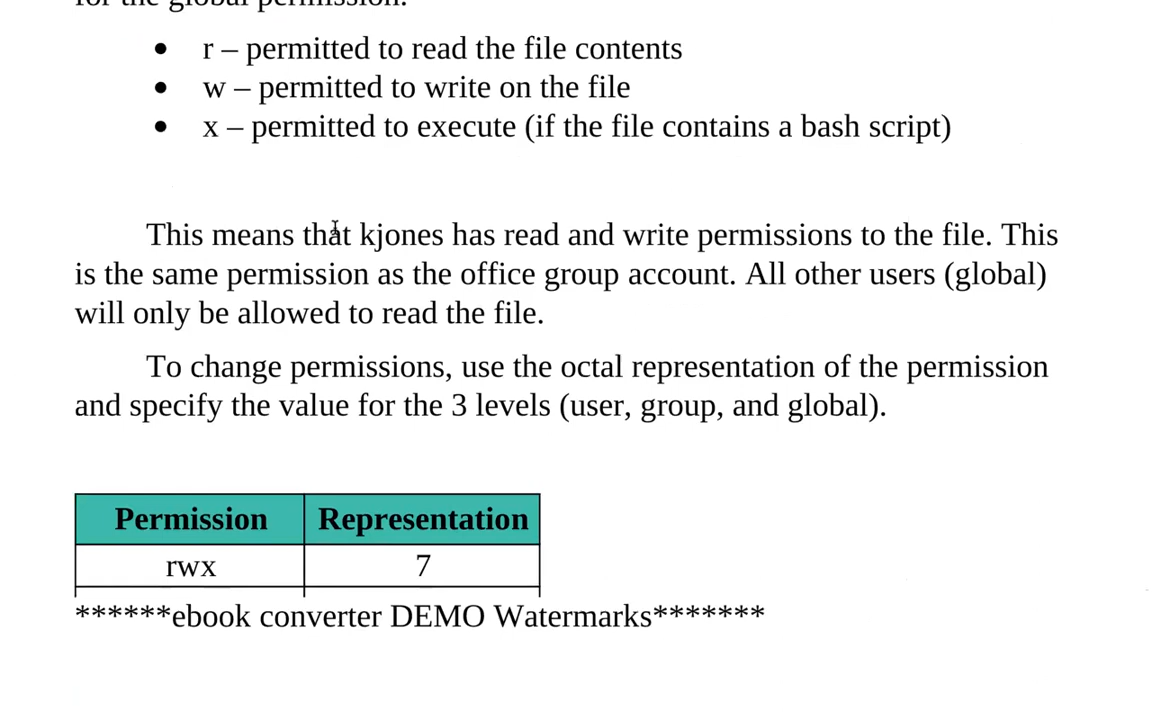 for the global permission.
• r – permitted to read the file contents
• w – permitted to write on the file
• x – permitted to execute (if the file contains a bash script)
This means that kjones has read and write permissions to the file. This
is the same permission as the office group account. All other users (global)
will only be allowed to read the file.
To change permissions, use the octal representation of the permission
and specify the value for the 3 levels (user, group, and global).
Permission Representation
rwx 7
******ebook converter DEMO Watermarks*******